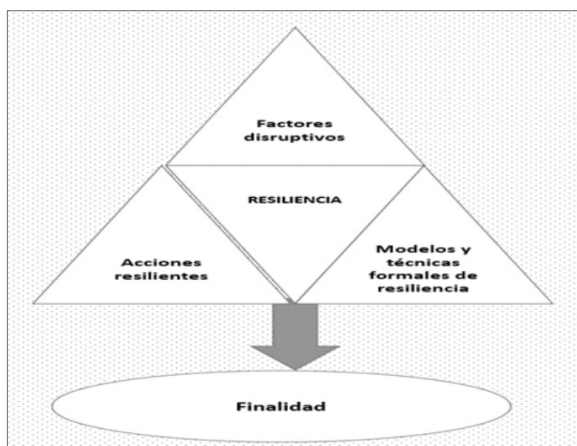 Factores
disruptivos
RESILIENCIA
Acciones
resilientes
Modelos y
técnicas
formales de
resiliencia
Finalidad